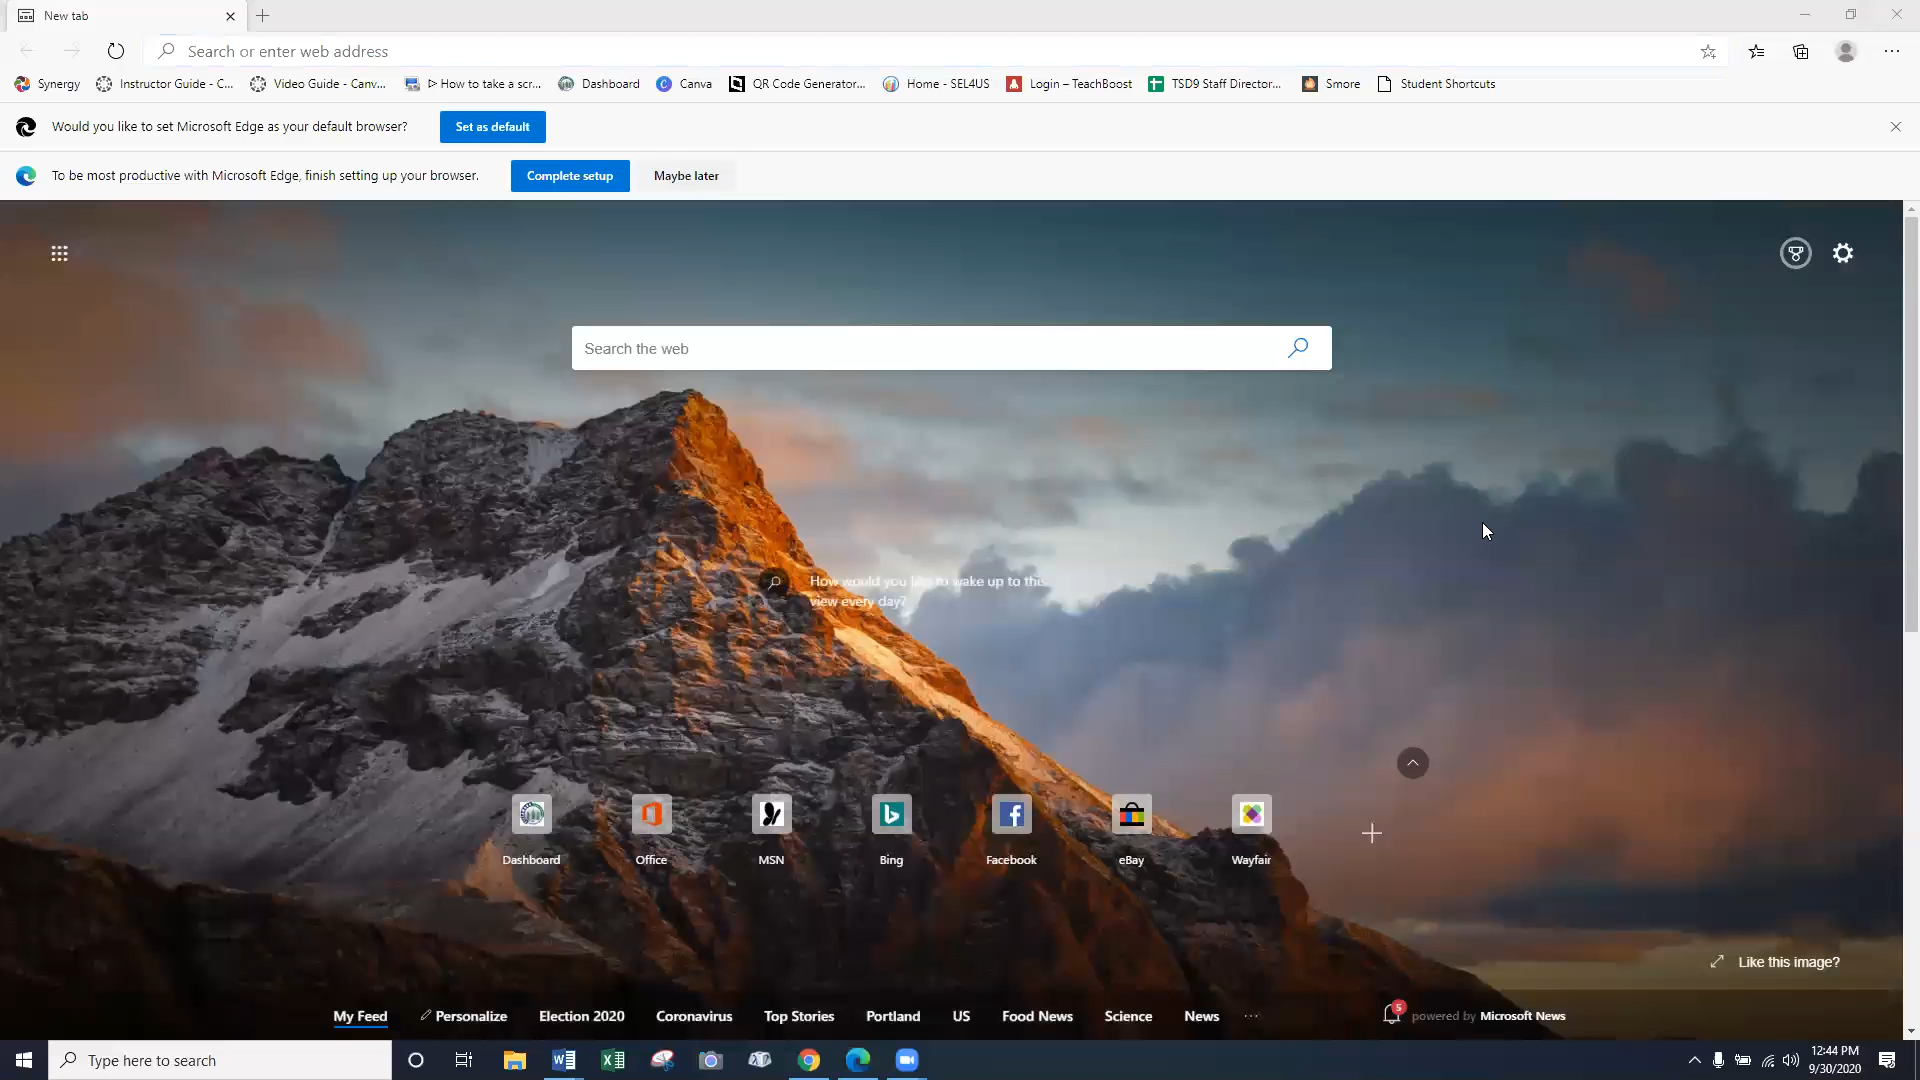 New tab
Search or enter web address
Synergy Instructor Guide - C... Video Guide - Canv... ᐅ How to take a scr... Dashboard Canva QR Code Generator... Home - SEL4US Login – TeachBoost TSD9 Staff Director... Smore Student Shortcuts
Would you like to set Microsoft Edge as your default browser? Set as default
To be most productive with Microsoft Edge, finish setting up your browser. Complete setup Maybe later
Search the web
How would you like to wake up to this
view every day?
Dashboard Office MSN Bing Facebook eBay Wayfair
Like this image?
My Feed Personalize Election 2020 Coronavirus Top Stories Portland US Food News Science News ... 5 powered by Microsoft News
Type here to search
12:44 PM
9/30/2020